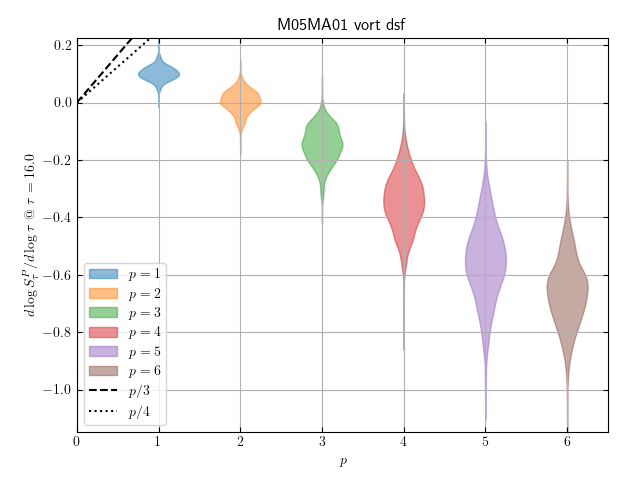 M05MA01 vort dsf
d log S_τ^P / d log τ @ τ = 16.0
0.2
0.0
−0.2
−0.4
−0.6
−0.8
−1.0
p = 1
p = 2
p = 3
p = 4
p = 5
p = 6
p/3
p/4
0 1 2 3 4 5 6
p